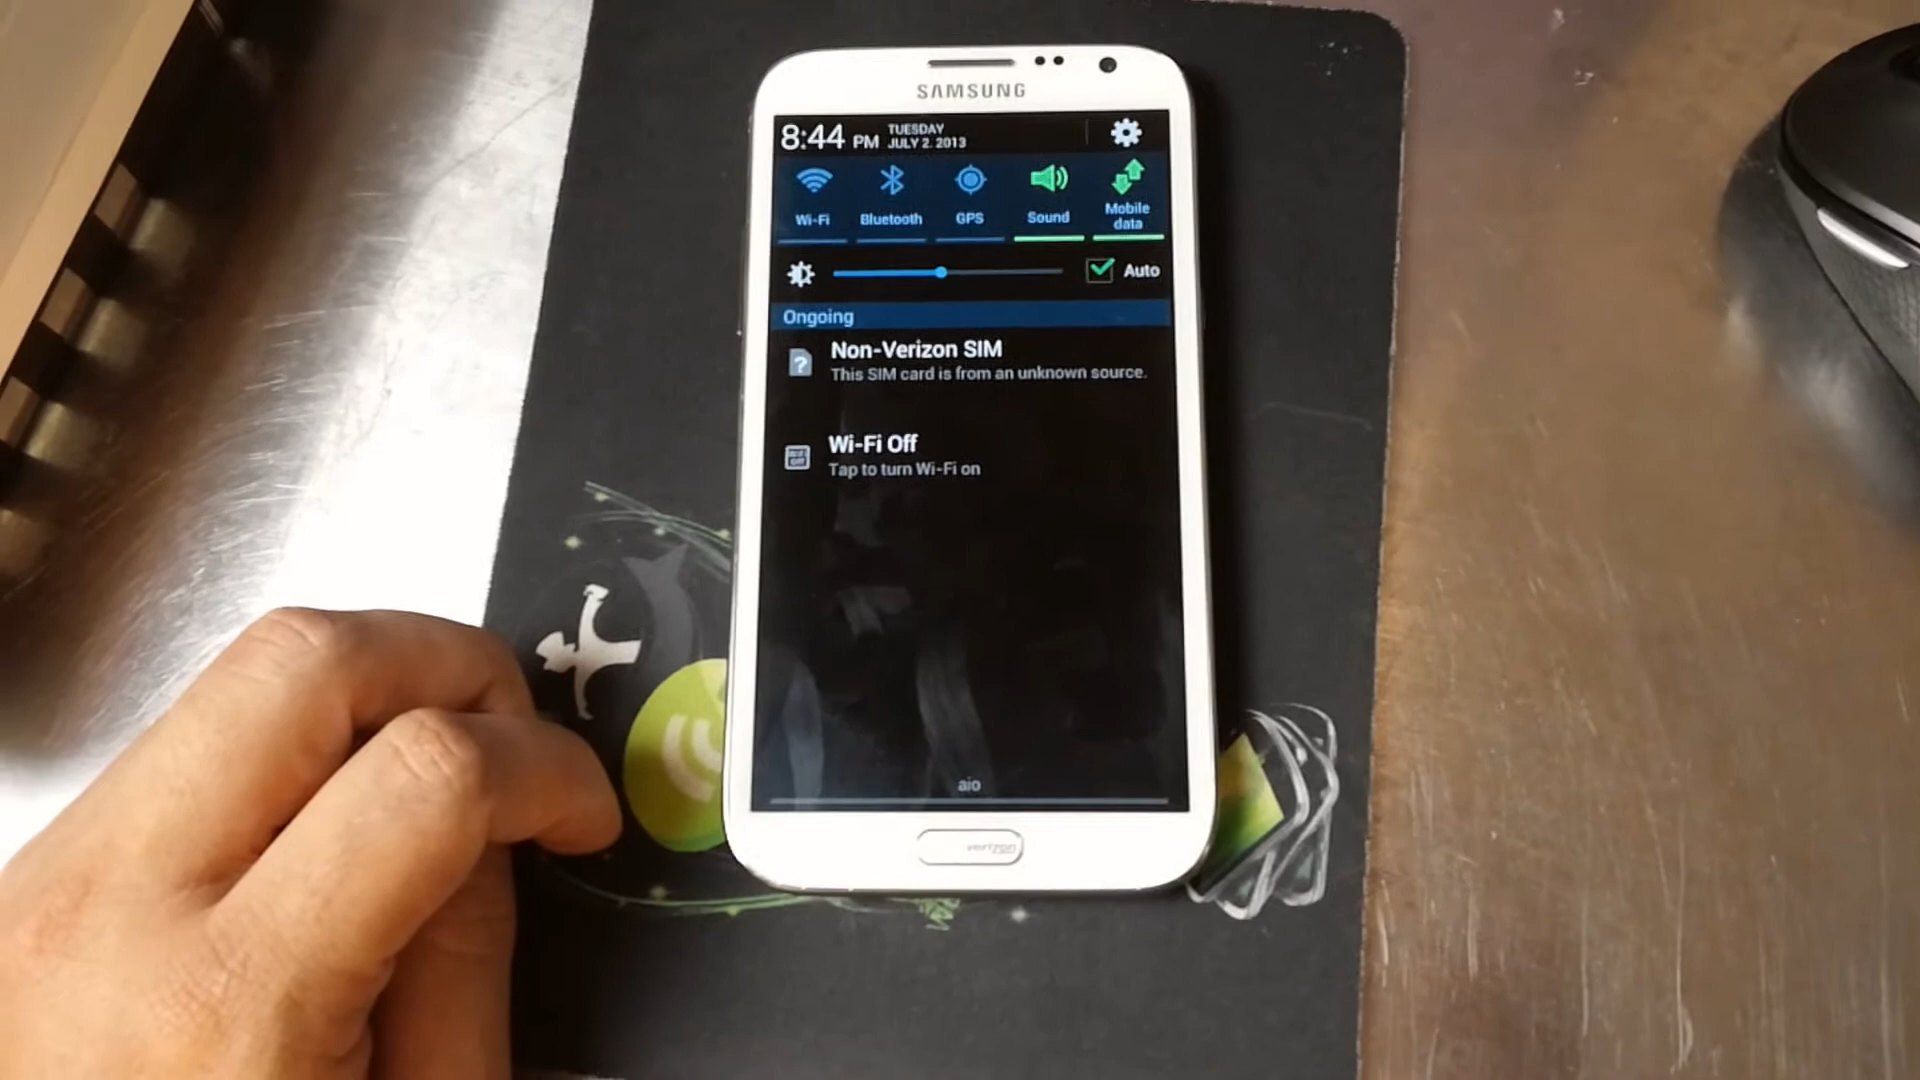 SAMSUNG
8:44 PM TUESDAY
JULY 2, 2013
Wi-Fi Bluetooth GPS Sound Mobile data
Auto
Ongoing
Non-Verizon SIM
This SIM card is from an unknown source.
Wi-Fi Off
Tap to turn Wi-Fi on
aio
verizon